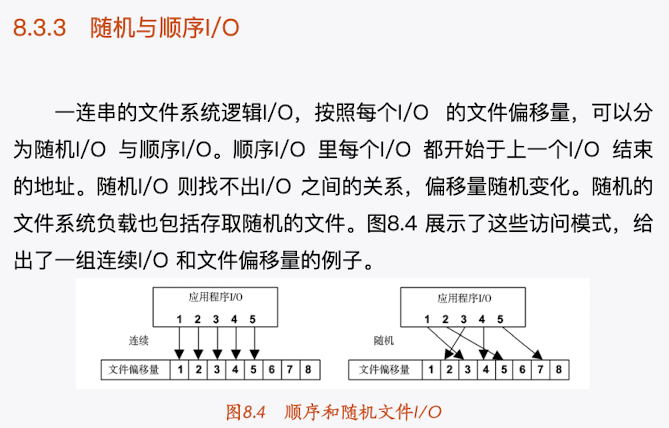 8.3.3 随机与顺序I/O
一连串的文件系统逻辑I/O，按照每个I/O 的文件偏移量，可以分
为随机I/O 与顺序I/O。顺序I/O 里每个I/O 都开始于上一个I/O 结束
的地址。随机I/O 则找不出I/O 之间的关系，偏移量随机变化。随机的
文件系统负载也包括存取随机的文件。图8.4 展示了这些访问模式，给
出了一组连续I/O 和文件偏移量的例子。
应用程序I/O
1 2 3 4 5
连续
文件偏移量 1 2 3 4 5 6 7 8
应用程序I/O
1 2 3 4 5
随机
文件偏移量 1 2 3 4 5 6 7 8
图8.4 顺序和随机文件I/O